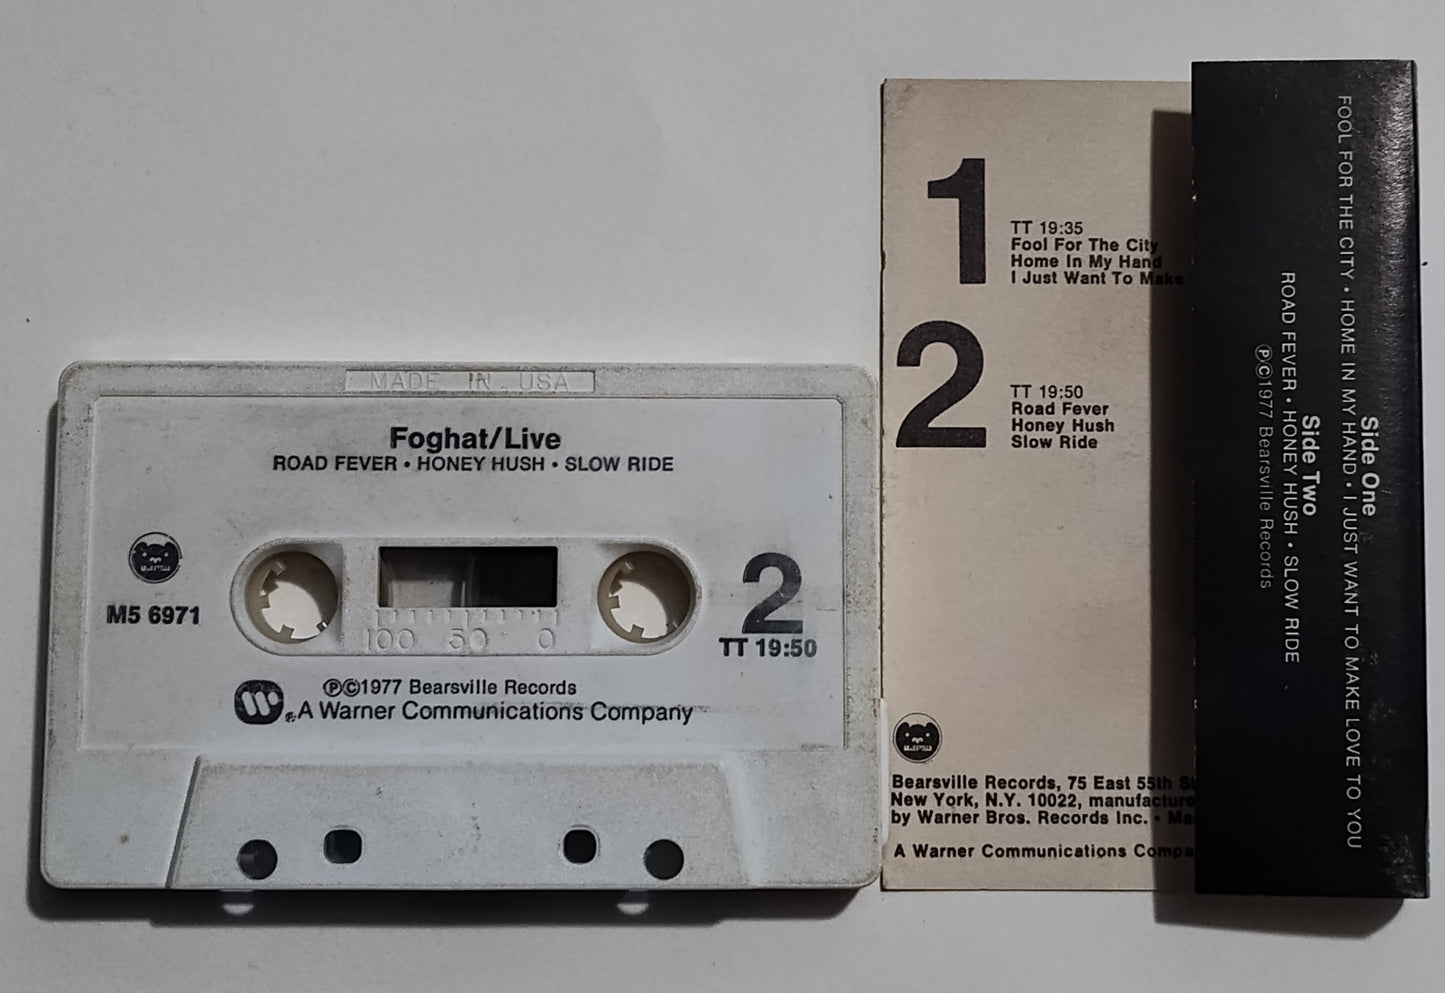 MADE IN USA
Foghat/Live
ROAD FEVER • HONEY HUSH • SLOW RIDE
M5 6971
2
TT 19:50
100 50 0
ⓅⒸ1977 Bearsville Records
® A Warner Communications Company
1
TT 19:35
Fool For The City
Home In My Hand
I Just Want To Make
2
TT 19:50
Road Fever
Honey Hush
Slow Ride
Bearsville Records, 75 East 55th
New York, N.Y. 10022, manufacture
by Warner Bros. Records Inc. •
A Warner Communications
Side One
FOOL FOR THE CITY • HOME IN MY HAND • I JUST WANT TO MAKE LOVE TO YOU
Side Two
ROAD FEVER • HONEY HUSH • SLOW RIDE
ⓅⒸ1977 Bearsville Records